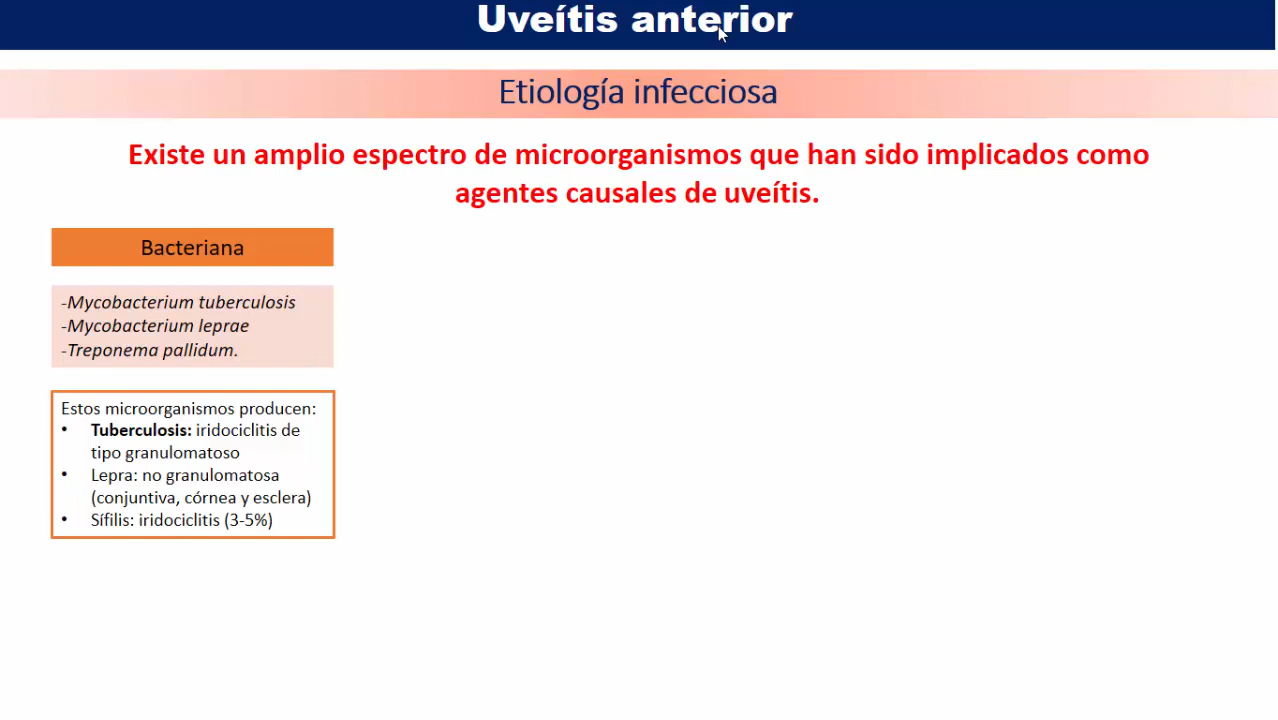 Uveítis anterior
Etiología infecciosa
Existe un amplio espectro de microorganismos que han sido implicados como
agentes causales de uveítis.
Bacteriana
-Mycobacterium tuberculosis
-Mycobacterium leprae
-Treponema pallidum.
Estos microorganismos producen:
• Tuberculosis: iridociclitis de
tipo granulomatoso
• Lepra: no granulomatosa
(conjuntiva, córnea y esclera)
• Sífilis: iridociclitis (3-5%)